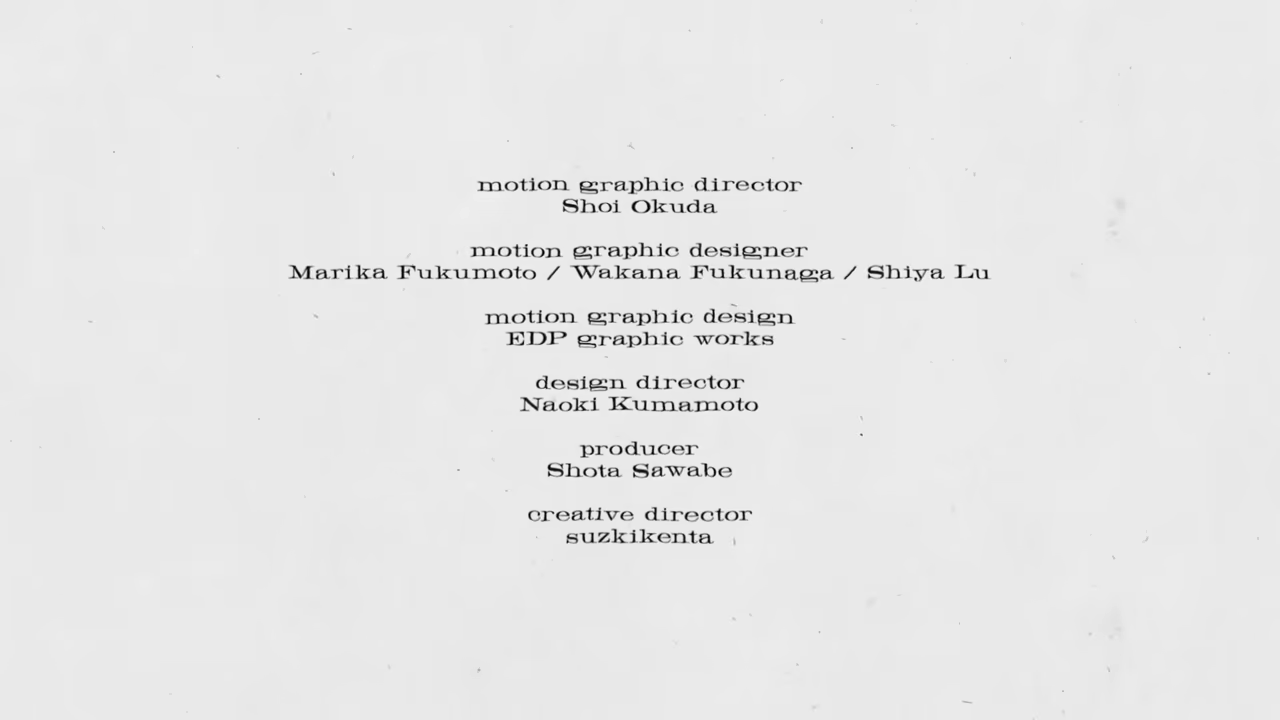 motion graphic director
Shoi Okuda
motion graphic designer
Marika Fukumoto / Wakana Fukunaga / Shiya Lu
motion graphic design
EDP graphic works
design director
Naoki Kumamoto
producer
Shota Sawabe
creative director
suzkikenta